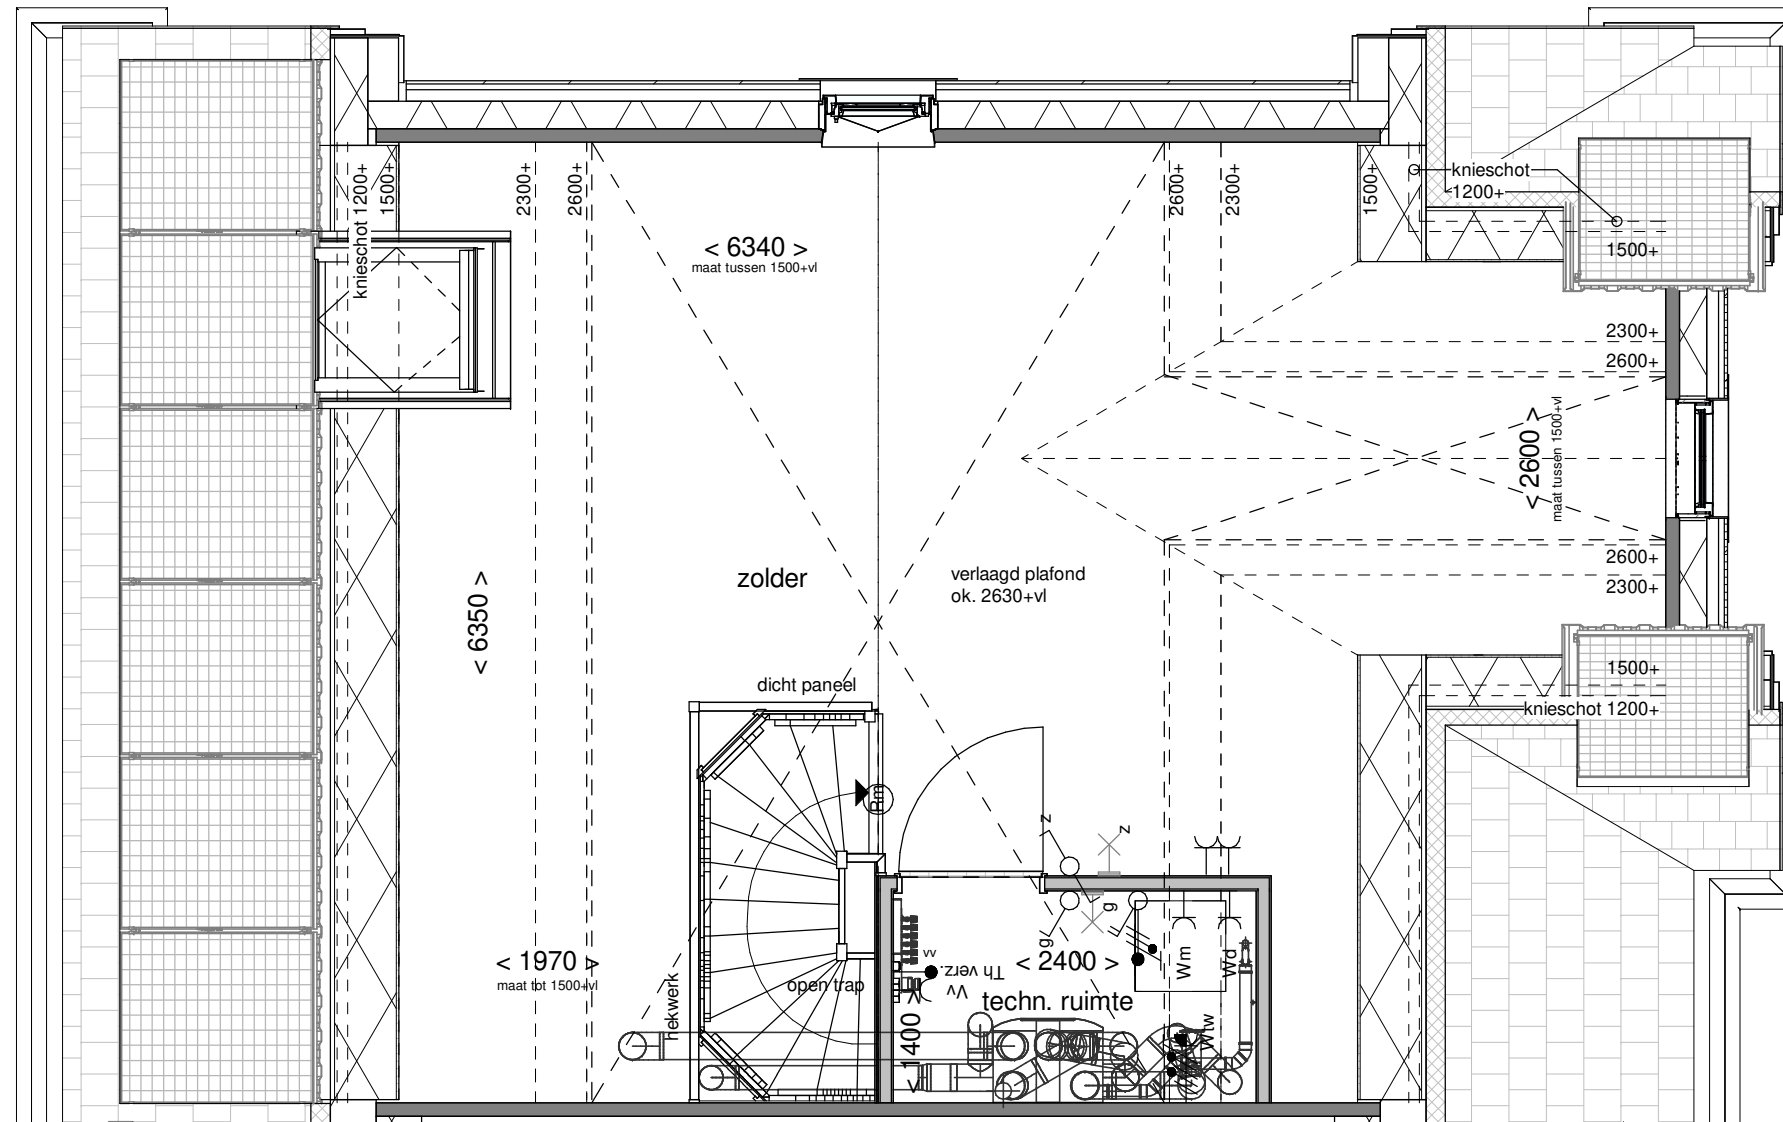 knieschot 1200+
1500+
2300+
2600+
2600+
2300+
1500+
knieschot
1200+
1500+
< 6340 >
maat tussen 1500+vl
2300+
2600+
< 2600 >
maat tussen 1500+vl
2600+
2300+
zolder
verlaagd plafond
ok. 2630+vl
< 6350 >
dicht paneel
1500+
knieschot 1200+
Rm
z
z
g
g
< 1970 >
maat tot 1500+vl
hekwerk
open trap
vv
Th verz.
Vv
< 2400 >
techn. ruimte
< 1400 >
Wm
Wd
Wtw